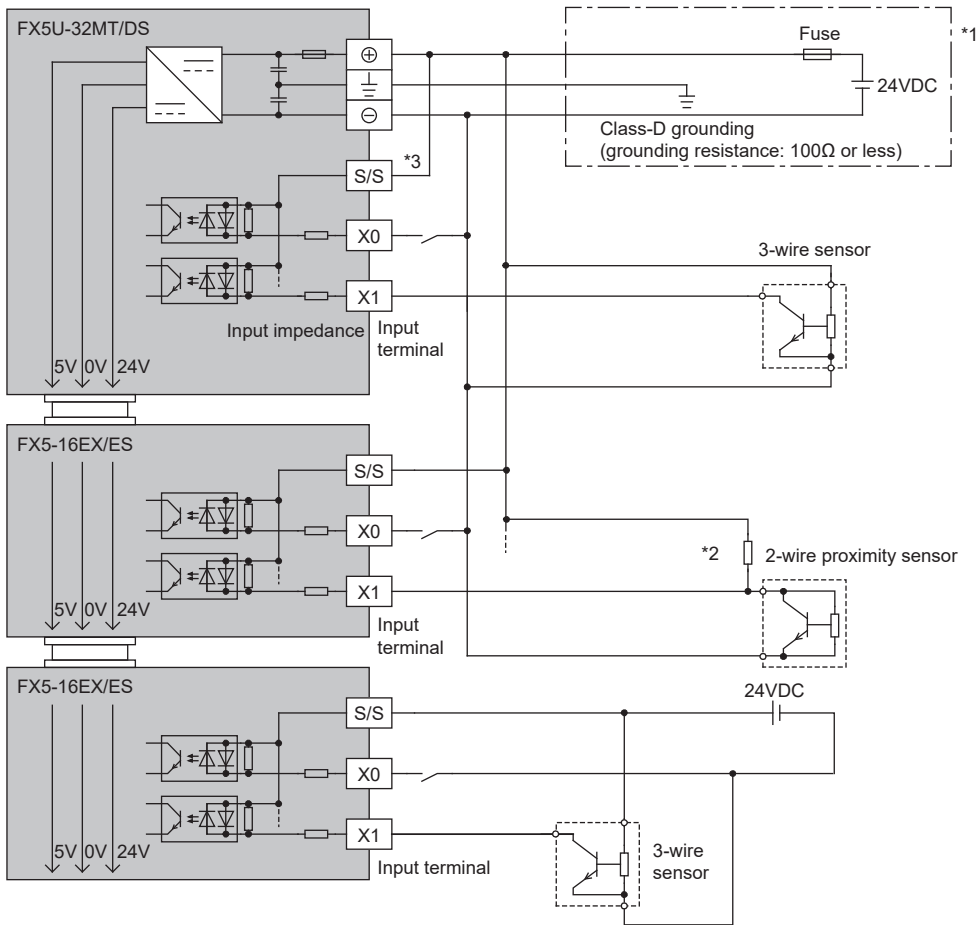 FX5U-32MT/DS
Fuse
*1
24VDC
Class-D grounding
(grounding resistance: 100Ω or less)
*3
S/S
X0
X1
3-wire sensor
Input impedance
Input
terminal
5V 0V 24V
FX5-16EX/ES
S/S
X0
X1
*2
2-wire proximity sensor
5V 0V 24V
Input
terminal
FX5-16EX/ES
24VDC
S/S
X0
X1
5V 0V 24V
Input terminal
3-wire
sensor